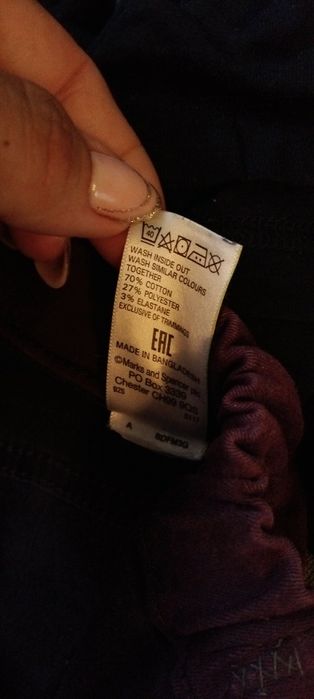 40
WASH INSIDE OUT
WASH SIMILAR COLOURS
TOGETHER
70% COTTON
27% POLYESTER
3% ELASTANE
EXCLUSIVE OF TRIMMINGS
EAC
MADE IN BANGLADESH
©Marks and Spencer
PO Box 3339
Chester CH99 9QS
A